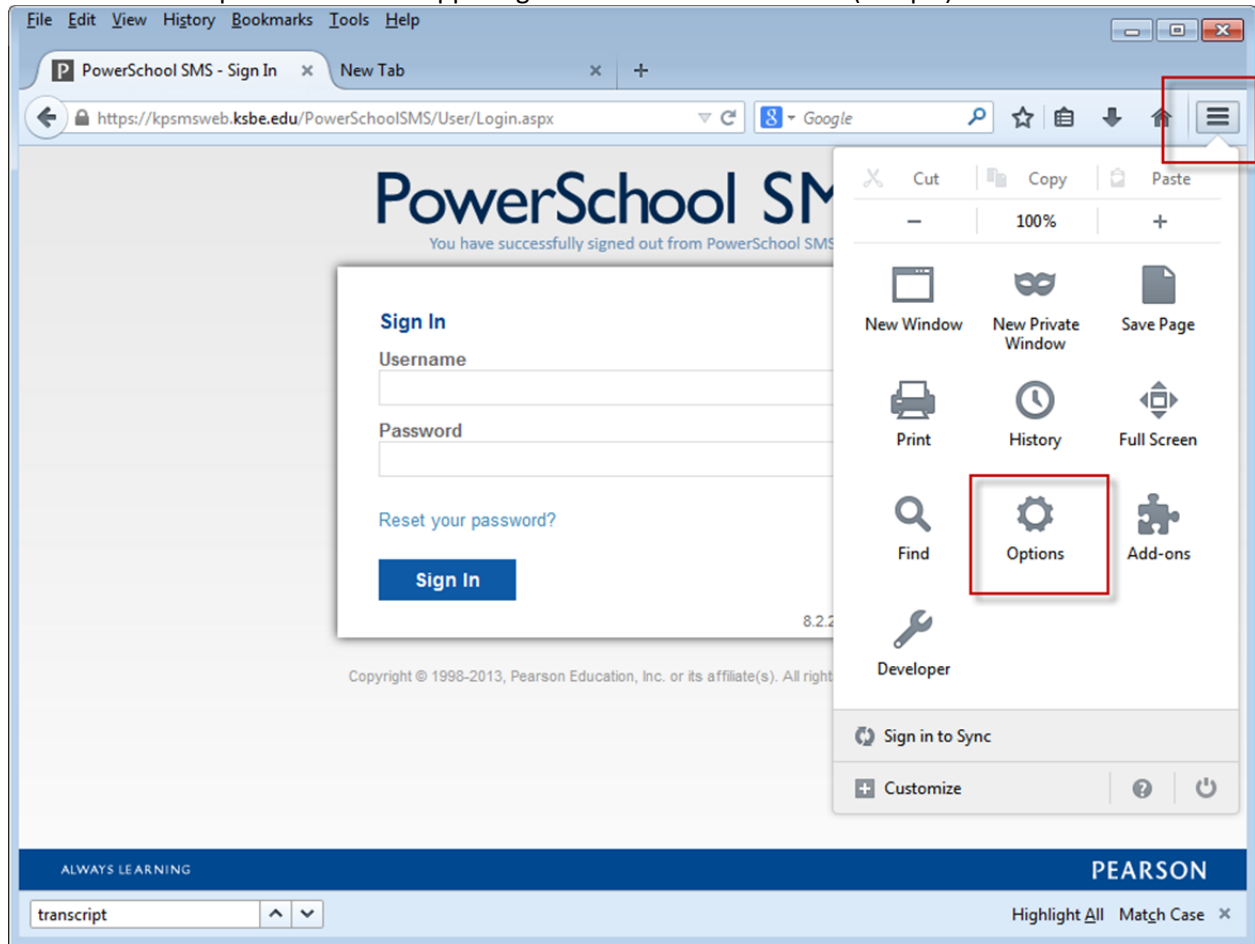 File Edit View History Bookmarks Tools Help
PowerSchool SMS - Sign In
New Tab
https://kpsmsweb.ksbe.edu/PowerSchoolSMS/User/Login.aspx
Google
Cut Copy Paste
− 100% +
PowerSchool SM
You have successfully signed out from PowerSchool SMS
New Window New Private Window Save Page
Sign In
Username
Password
Print History Full Screen
Reset your password?
Find Options Add-ons
Sign In
8.2.2
Developer
Copyright © 1998-2013, Pearson Education, Inc. or its affiliate(s). All right
Sign in to Sync
Customize
ALWAYS LEARNING
PEARSON
transcript
Highlight All Match Case